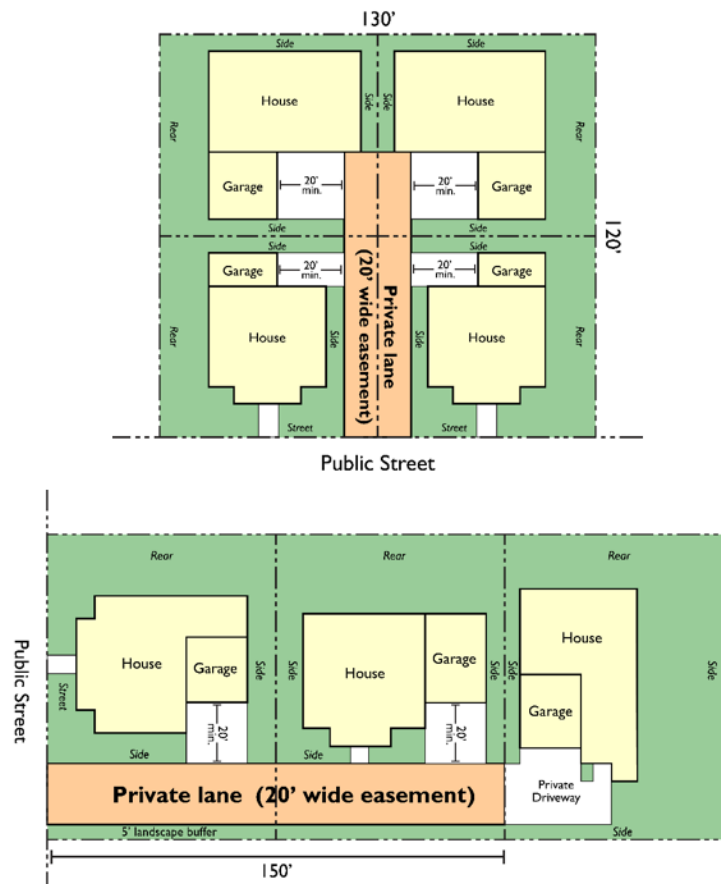 130'
Side
Side
House
Side
Side
House
Rear
Rear
Garage
20'
min.
20'
min.
Garage
Side
Side
120'
Side
Side
Garage
20'
min.
20'
min.
Garage
Private lane
(20' wide easement)
Rear
House
Side
Side
House
Rear
Street
Street
Public Street
Public Street
Rear
Rear
Rear
House
Garage
Side
Side
House
Garage
Side
Side
House
Side
Street
20'
min.
20'
min.
Garage
Side
Side
Private lane (20' wide easement)
Private
Driveway
5' landscape buffer
Side
150'